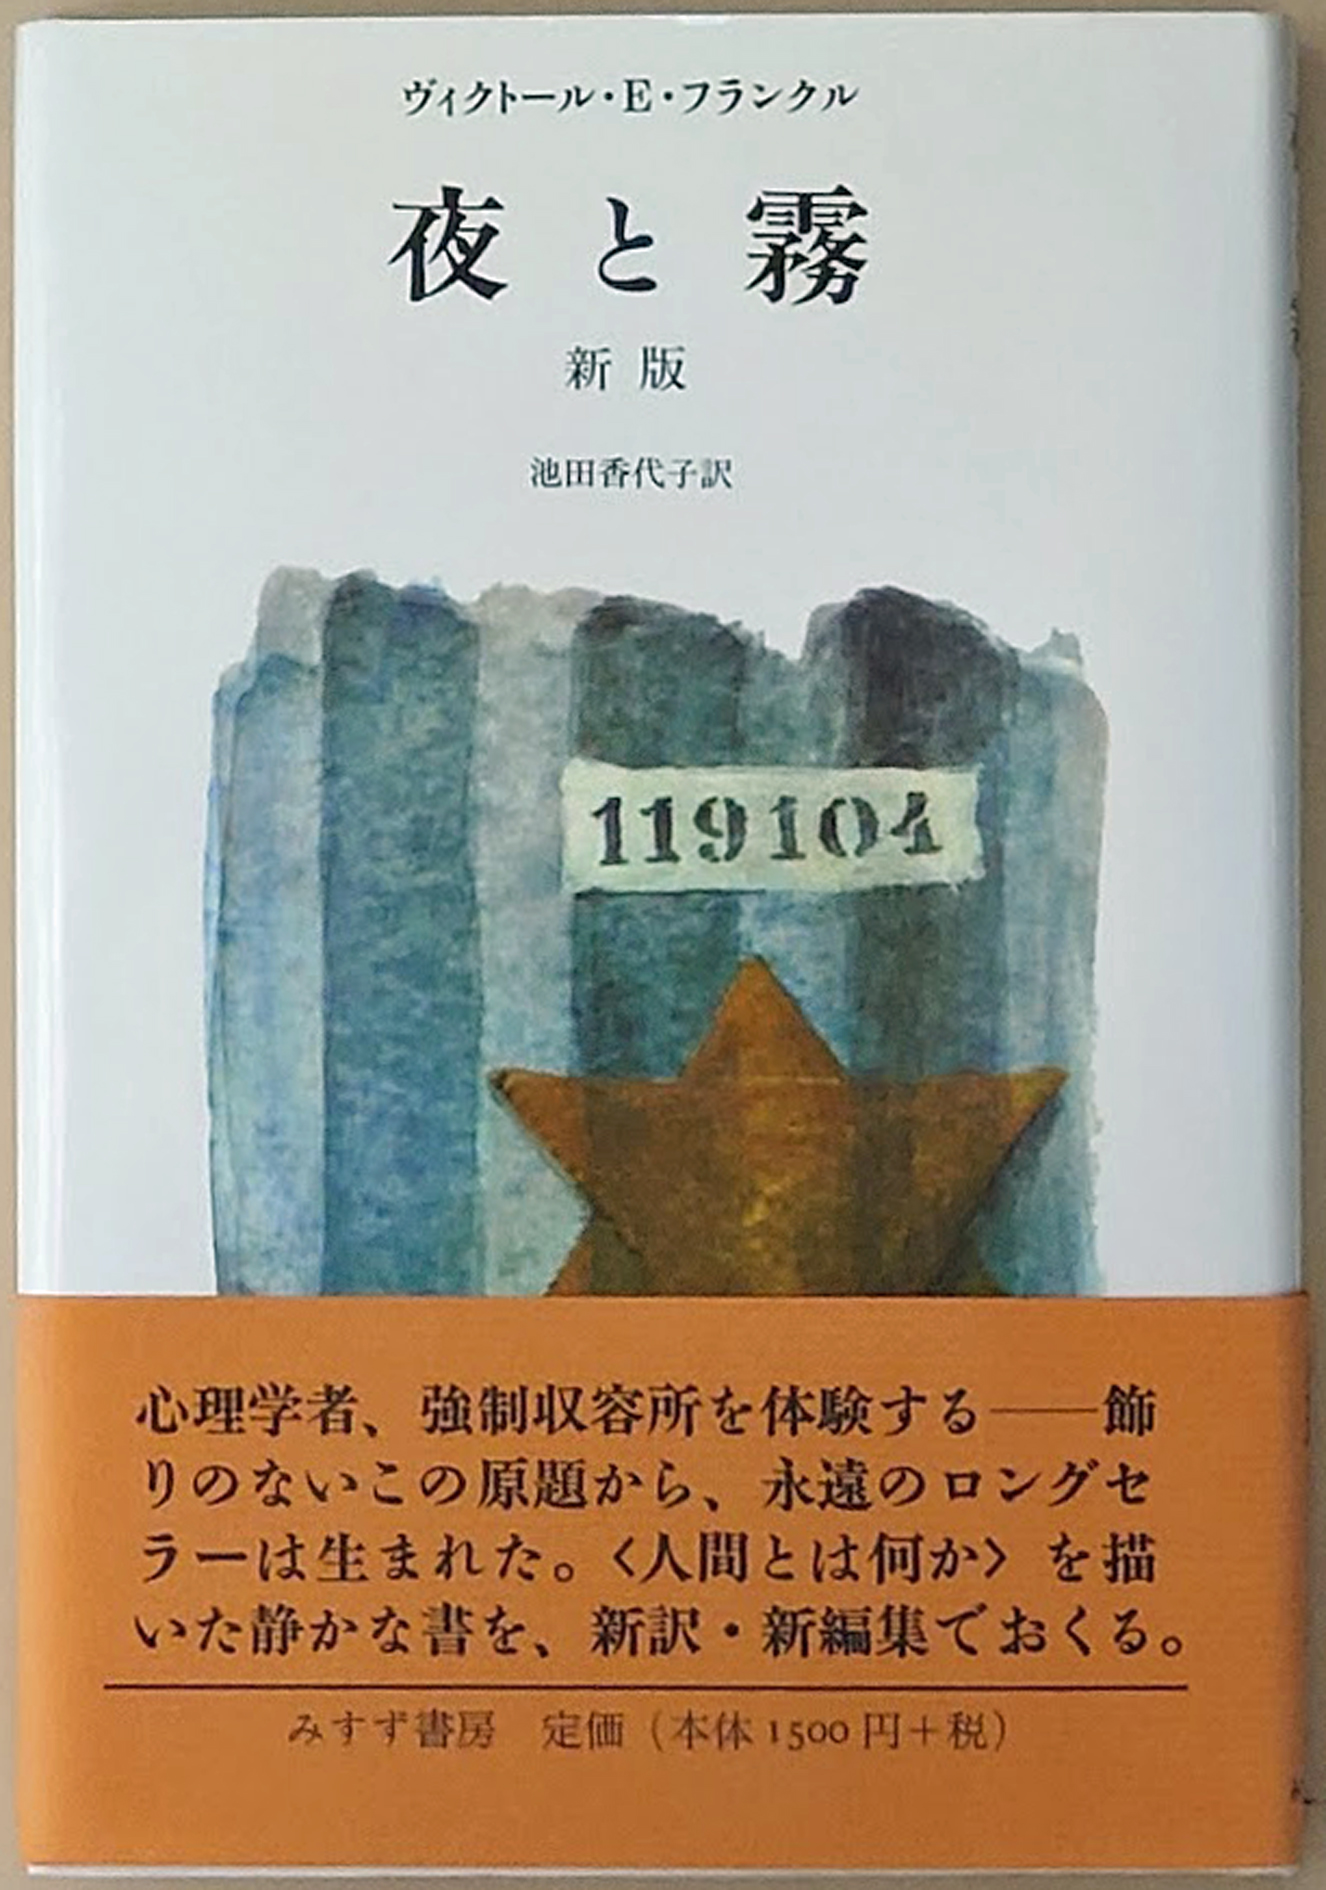 ヴィクトール・E・フランクル
夜と霧
新版
池田香代子訳
119104
心理学者、強制収容所を体験する――飾
りのないこの原題から、永遠のロングセ
ラーは生まれた。〈人間とは何か〉を描
いた静かな書を、新訳・新編集でおくる。
みすず書房　定価（本体1500円＋税）